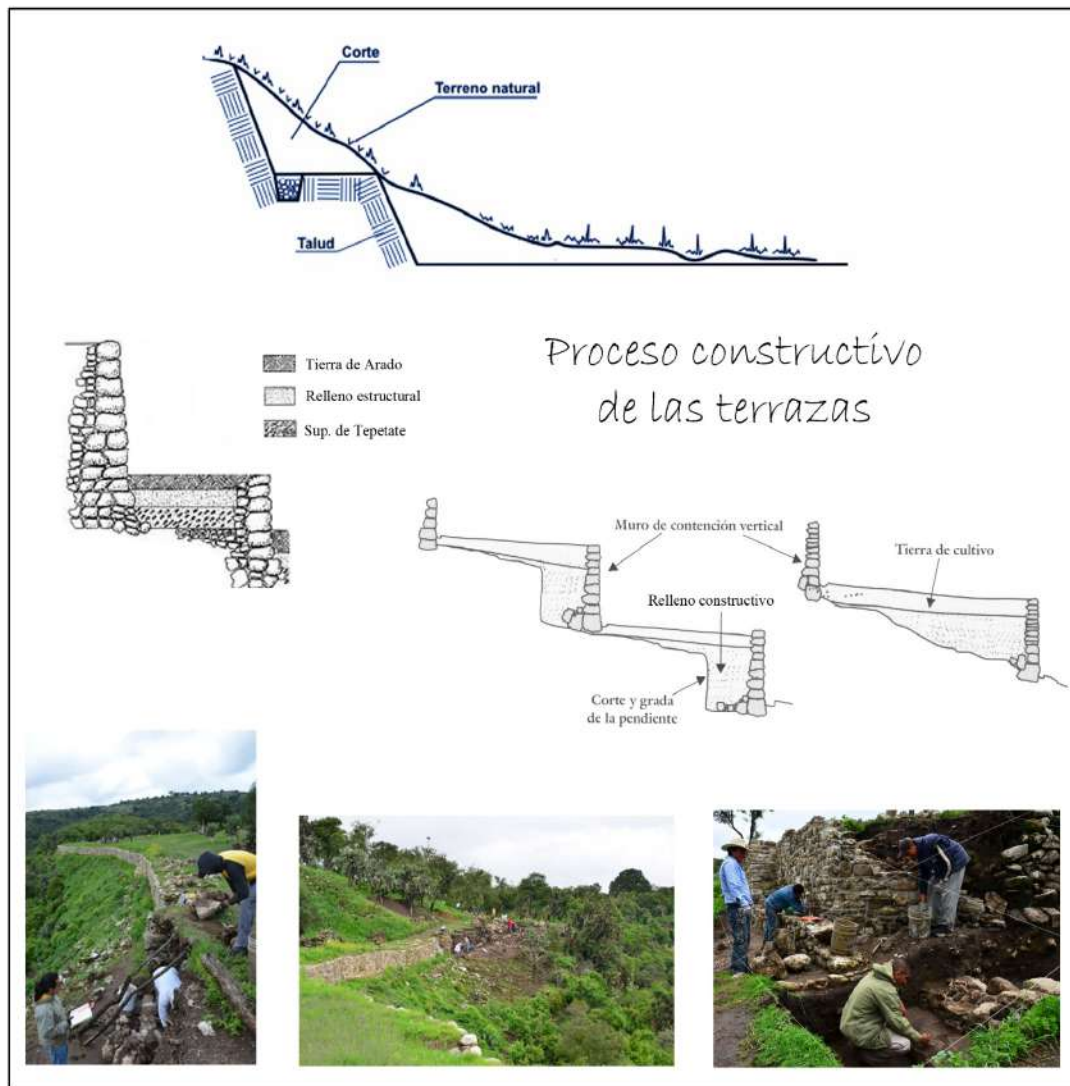 Corte
Terreno natural
Talud
Proceso constructivo
de las terrazas
Tierra de Arado
Relleno estructural
Sup. de Tepetate
Muro de contención vertical
Tierra de cultivo
Relleno constructivo
Corte y grada
de la pendiente